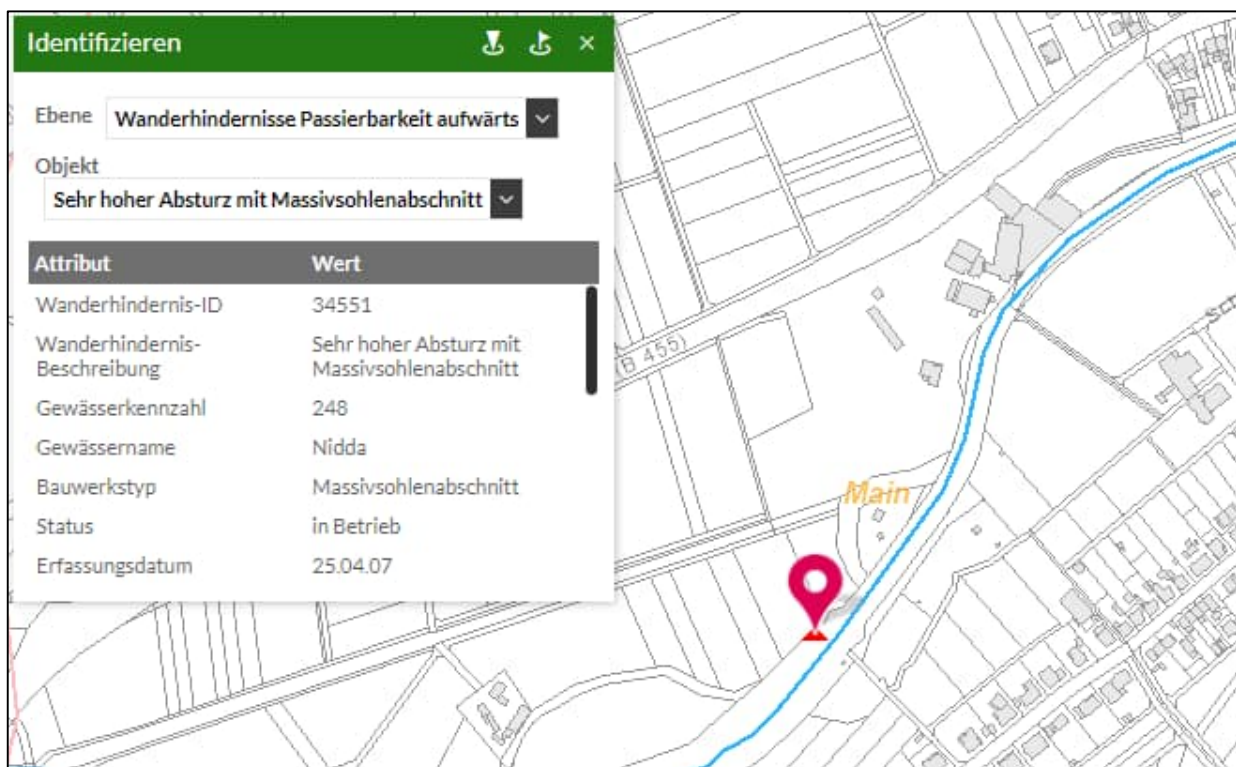 Identifizieren
Ebene Wanderhindernisse Passierbarkeit aufwärts
Objekt
Sehr hoher Absturz mit Massivsohlenabschnitt
Attribut Wert
Wanderhindernis-ID 34551
Wanderhindernis- Sehr hoher Absturz mit
Beschreibung Massivsohlenabschnitt
Gewässerkennzahl 248
Gewässername Nidda
Bauwerkstyp Massivsohlenabschnitt
Status in Betrieb
Erfassungsdatum 25.04.07
(B 455)
Main